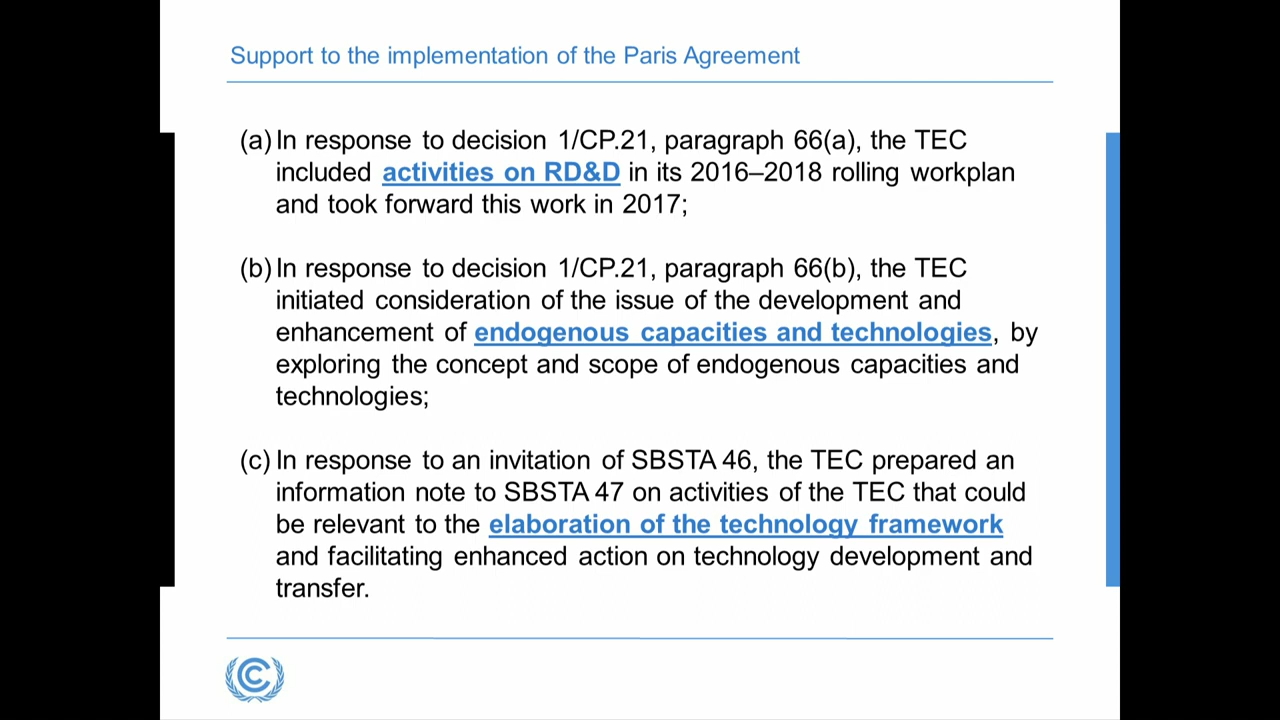 Support to the implementation of the Paris Agreement
(a) In response to decision 1/CP.21, paragraph 66(a), the TEC
included activities on RD&D in its 2016–2018 rolling workplan
and took forward this work in 2017;
(b) In response to decision 1/CP.21, paragraph 66(b), the TEC
initiated consideration of the issue of the development and
enhancement of endogenous capacities and technologies, by
exploring the concept and scope of endogenous capacities and
technologies;
(c) In response to an invitation of SBSTA 46, the TEC prepared an
information note to SBSTA 47 on activities of the TEC that could
be relevant to the elaboration of the technology framework
and facilitating enhanced action on technology development and
transfer.